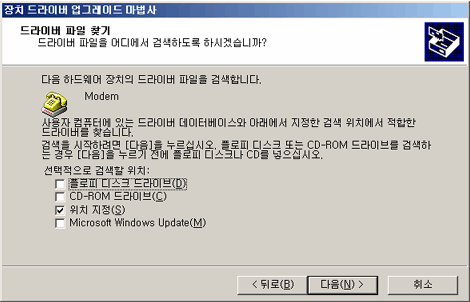 장치 드라이버 업그레이드 마법사
드라이버 파일 찾기
드라이버 파일을 어디에서 검색하도록 하시겠습니까?
다음 하드웨어 장치의 드라이버 파일을 검색합니다.
Modem
사용자 컴퓨터에 있는 드라이버 데이터베이스와 아래에서 지정한 검색 위치에서 적합한
드라이버를 찾습니다.
검색을 시작하려면 [다음]을 누르십시오. 플로피 디스크 또는 CD-ROM 드라이브를 검색하
는 경우 [다음]을 누르기 전에 플로피 디스크나 CD를 넣으십시오.
선택적으로 검색할 위치:
플로피 디스크 드라이브(D)
CD-ROM 드라이브(C)
위치 지정(S)
Microsoft Windows Update(M)
< 뒤로(B)
다음(N) >
취소